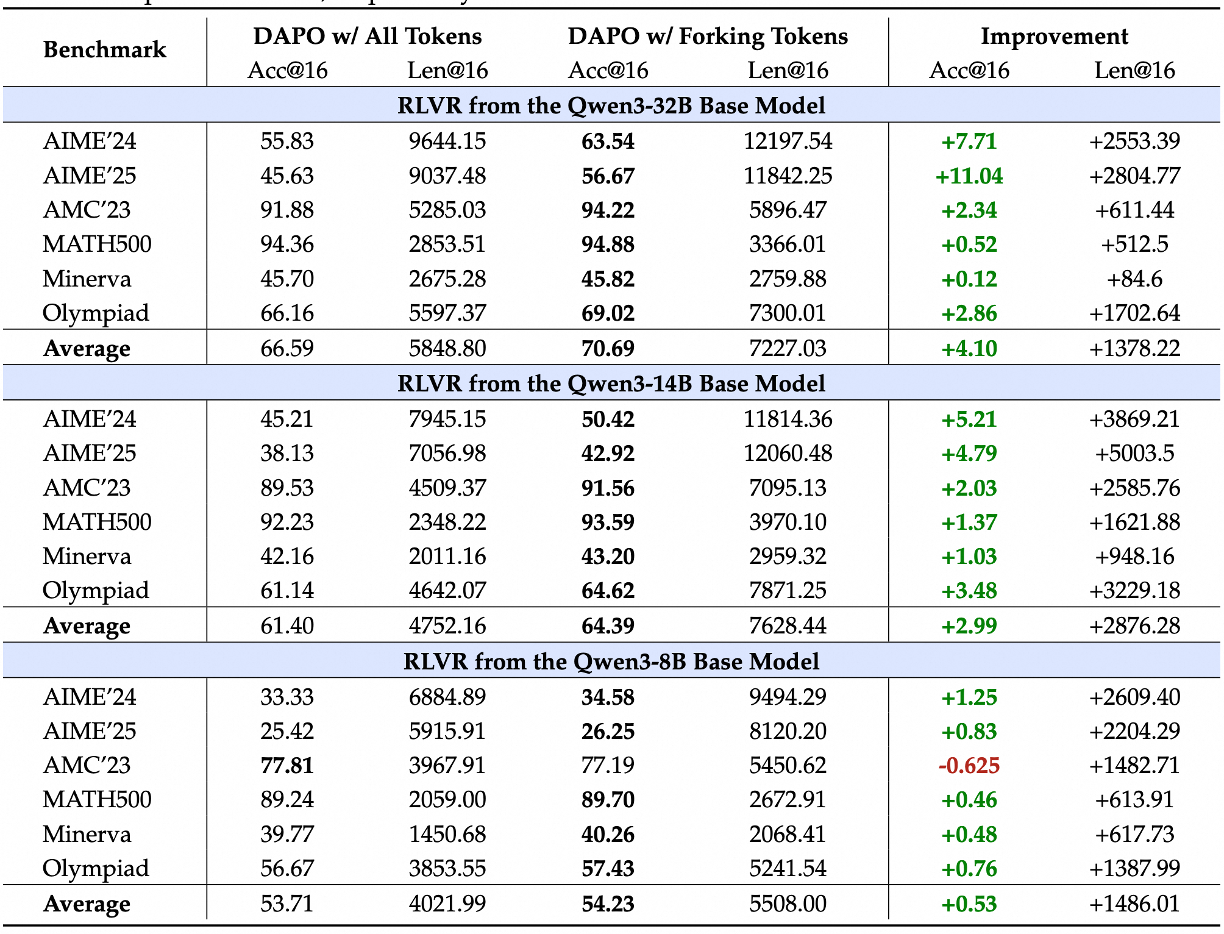 Benchmark DAPO w/ All Tokens DAPO w/ Forking Tokens Improvement
Acc@16 Len@16 Acc@16 Len@16 Acc@16 Len@16
RLVR from the Qwen3-32B Base Model
AIME’24 55.83 9644.15 63.54 12197.54 +7.71 +2553.39
AIME’25 45.63 9037.48 56.67 11842.25 +11.04 +2804.77
AMC’23 91.88 5285.03 94.22 5896.47 +2.34 +611.44
MATH500 94.36 2853.51 94.88 3366.01 +0.52 +512.5
Minerva 45.70 2675.28 45.82 2759.88 +0.12 +84.6
Olympiad 66.16 5597.37 69.02 7300.01 +2.86 +1702.64
Average 66.59 5848.80 70.69 7227.03 +4.10 +1378.22
RLVR from the Qwen3-14B Base Model
AIME’24 45.21 7945.15 50.42 11814.36 +5.21 +3869.21
AIME’25 38.13 7056.98 42.92 12060.48 +4.79 +5003.5
AMC’23 89.53 4509.37 91.56 7095.13 +2.03 +2585.76
MATH500 92.23 2348.22 93.59 3970.10 +1.37 +1621.88
Minerva 42.16 2011.16 43.20 2959.32 +1.03 +948.16
Olympiad 61.14 4642.07 64.62 7871.25 +3.48 +3229.18
Average 61.40 4752.16 64.39 7628.44 +2.99 +2876.28
RLVR from the Qwen3-8B Base Model
AIME’24 33.33 6884.89 34.58 9494.29 +1.25 +2609.40
AIME’25 25.42 5915.91 26.25 8120.20 +0.83 +2204.29
AMC’23 77.81 3967.91 77.19 5450.62 -0.625 +1482.71
MATH500 89.24 2059.00 89.70 2672.91 +0.46 +613.91
Minerva 39.77 1450.68 40.26 2068.41 +0.48 +617.73
Olympiad 56.67 3853.55 57.43 5241.54 +0.76 +1387.99
Average 53.71 4021.99 54.23 5508.00 +0.53 +1486.01